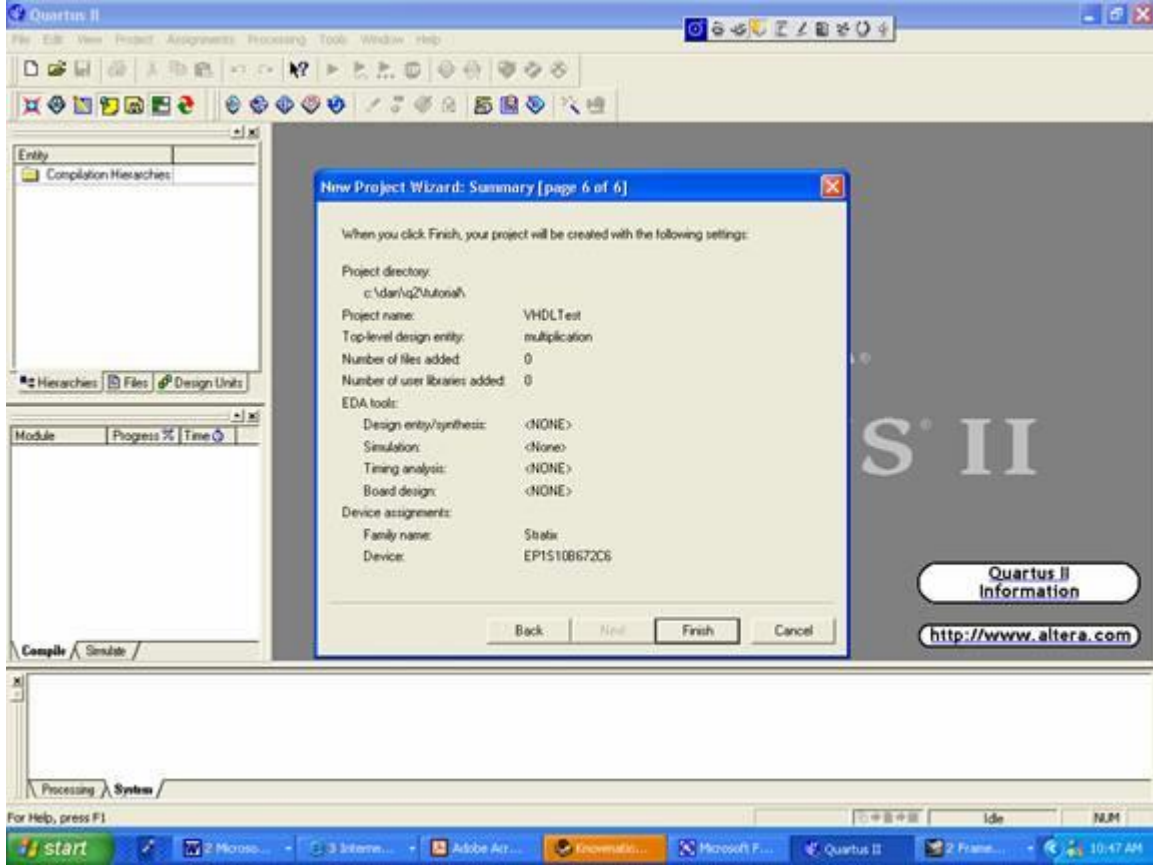 Quartus II
File Edit View Project Assignments Processing Tools Window Help
Entity
Compilation Hierarchies
Hierarchies Files Design Units
Module Progress % Time
Compile Simulate
New Project Wizard: Summary [page 6 of 6]
When you click Finish, your project will be created with the following settings:
Project directory:
c:\dan\q2\tutorial\
Project name: VHDLTest
Top-level design entity: multiplication
Number of files added: 0
Number of user libraries added: 0
EDA tools:
Design entry/synthesis: <NONE>
Simulation: <None>
Timing analysis: <NONE>
Board design: <NONE>
Device assignments:
Family name: Stratix
Device: EP1S10B672C6
Back Next Finish Cancel
S II
Quartus II
Information
http://www.altera.com
Processing System
For Help, press F1 Idle NUM
start 2 Microso... 3 Interne... Adobe Acr... Microsoft F... Quartus II 2 Frame... 10:47 AM